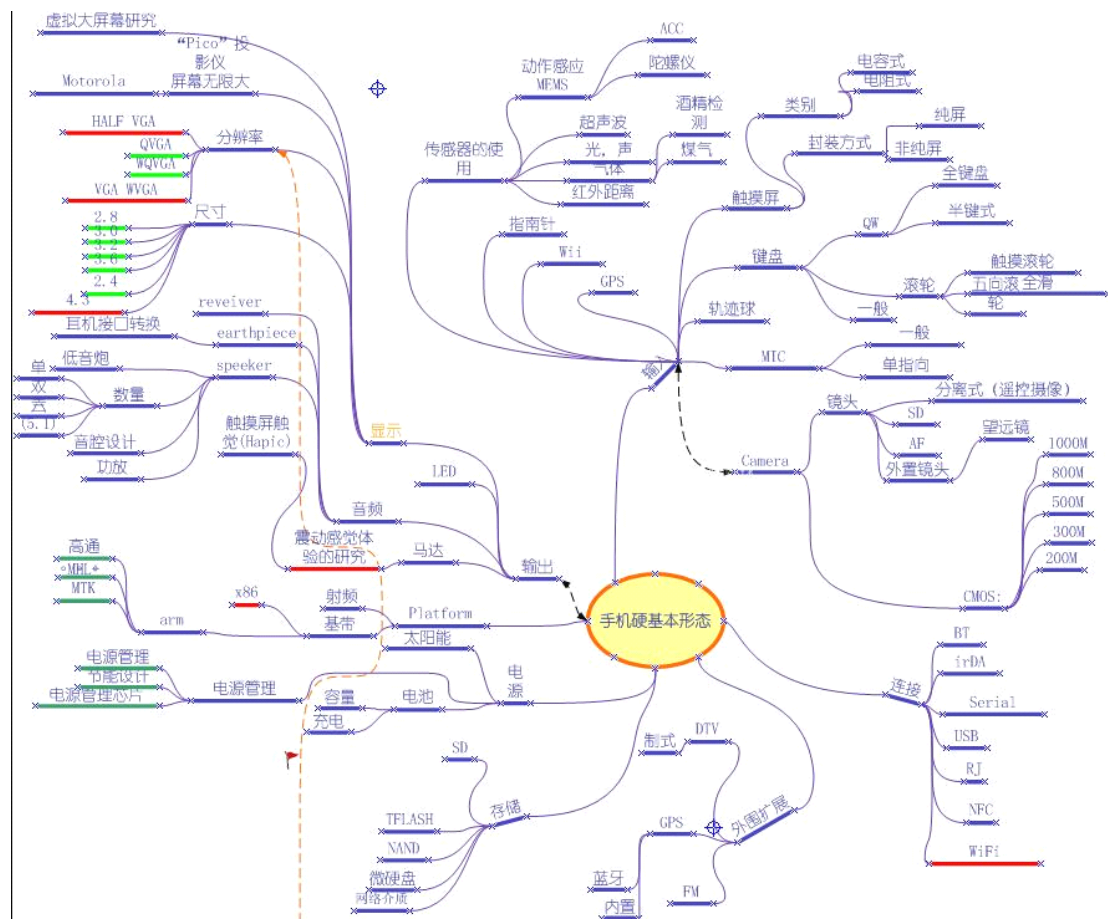 虚拟大屏幕研究
“Pico”投
影仪
屏幕无限大
Motorola
HALF VGA
QVGA
WQVGA
VGA WVGA
分辨率
尺寸
2.8
3.0
3.2
3.6
2.4
4.3
reveiver
耳机接口转换
earthpiece
低音炮
speeker
单
双
数量
(5.1)
音腔设计
功放
触摸屏触
觉(Hapic)
显示
LED
音频
震动感觉体
验的研究
马达
输出
高通
MTK
arm
x86
射频
基带
Platform
太阳能
电源管理
节能设计
电源管理芯片
电源管理
容量
充电
电池
电
源
手机硬基本形态
SD
TFLASH
NAND
微硬盘
网络介质
存储
制式
DTV
GPS
蓝牙
内置
FM
外围扩展
连接
BT
irDA
Serial
USB
RJ
NFC
WiFi
输入
传感器的使
用
动作感应
MEMS
ACC
陀螺仪
超声波
光，声
气体
红外距离
酒精检
测
煤气
指南针
Wii
GPS
触摸屏
类别
电容式
电阻式
封装方式
纯屏
非纯屏
键盘
QW
全键盘
半键式
滚轮
触摸滚轮
五向滚 全滑
轮
一般
轨迹球
MIC
一般
单指向
Camera
镜头
分离式（遥控摄像）
SD
AF
外置镜头
望远镜
CMOS:
1000M
800M
500M
300M
200M